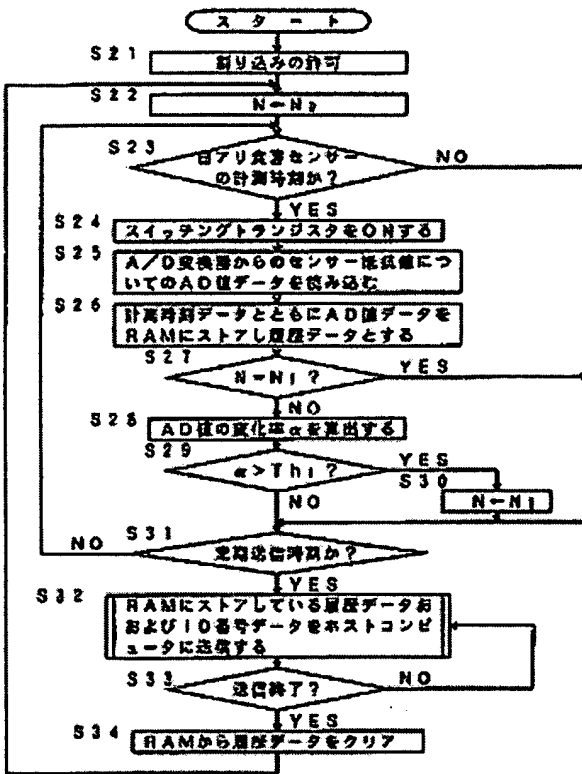 スタート
S21
割り込みの許可
S22
N←N₂
S23
白アリ食害センサー
の計測時刻か？
NO
YES
S24
スイッチングトランジスタをONする
S25
A/D変換器からのセンサー抵抗値につ
いてのAD値データを読み込む
S26
計測時刻データとともにAD値データを
RAMにストアし履歴データとする
S27
N=N₁？
YES
NO
S28
AD値の変化率αを算出する
S29
α>Th₁？
YES
S30
NO
N←N₁
S31
NO
定期送信時刻か？
YES
S32
RAMにストアしている履歴データお
および ID番号データをホストコンピ
ュータに送信する
S33
送信終了？
NO
YES
S34
RAMから履歴データをクリア